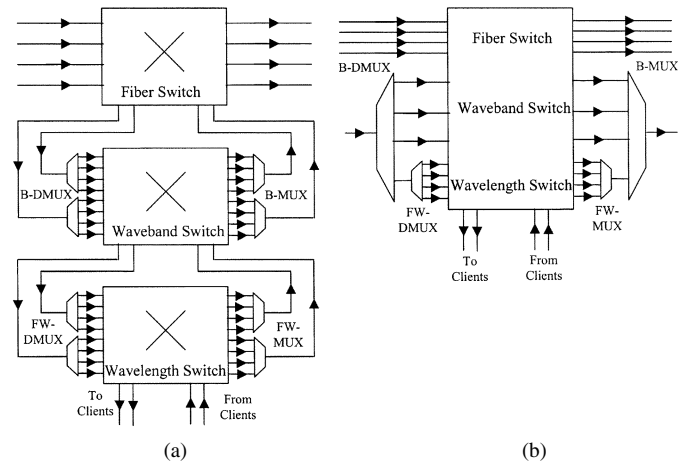 Fiber Switch
B-DMUX
B-MUX
Waveband Switch
FW-
DMUX
FW-
MUX
Wavelength Switch
To
Clients
From
Clients
(a)
Fiber Switch
B-DMUX
B-MUX
Waveband Switch
Wavelength Switch
FW-
DMUX
FW-
MUX
To
Clients
From
Clients
(b)